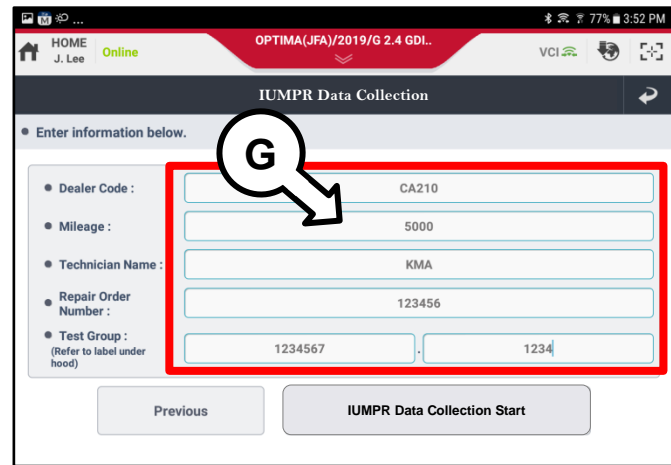 ... 77% 3:52 PM
HOME
J. Lee
Online
OPTIMA(JFA)/2019/G 2.4 GDI..
VCI
IUMPR Data Collection
Enter information below.
G
Dealer Code : CA210
Mileage : 5000
Technician Name : KMA
Repair Order
Number : 123456
Test Group :
(Refer to label under
hood)
1234567 . 1234
Previous
IUMPR Data Collection Start